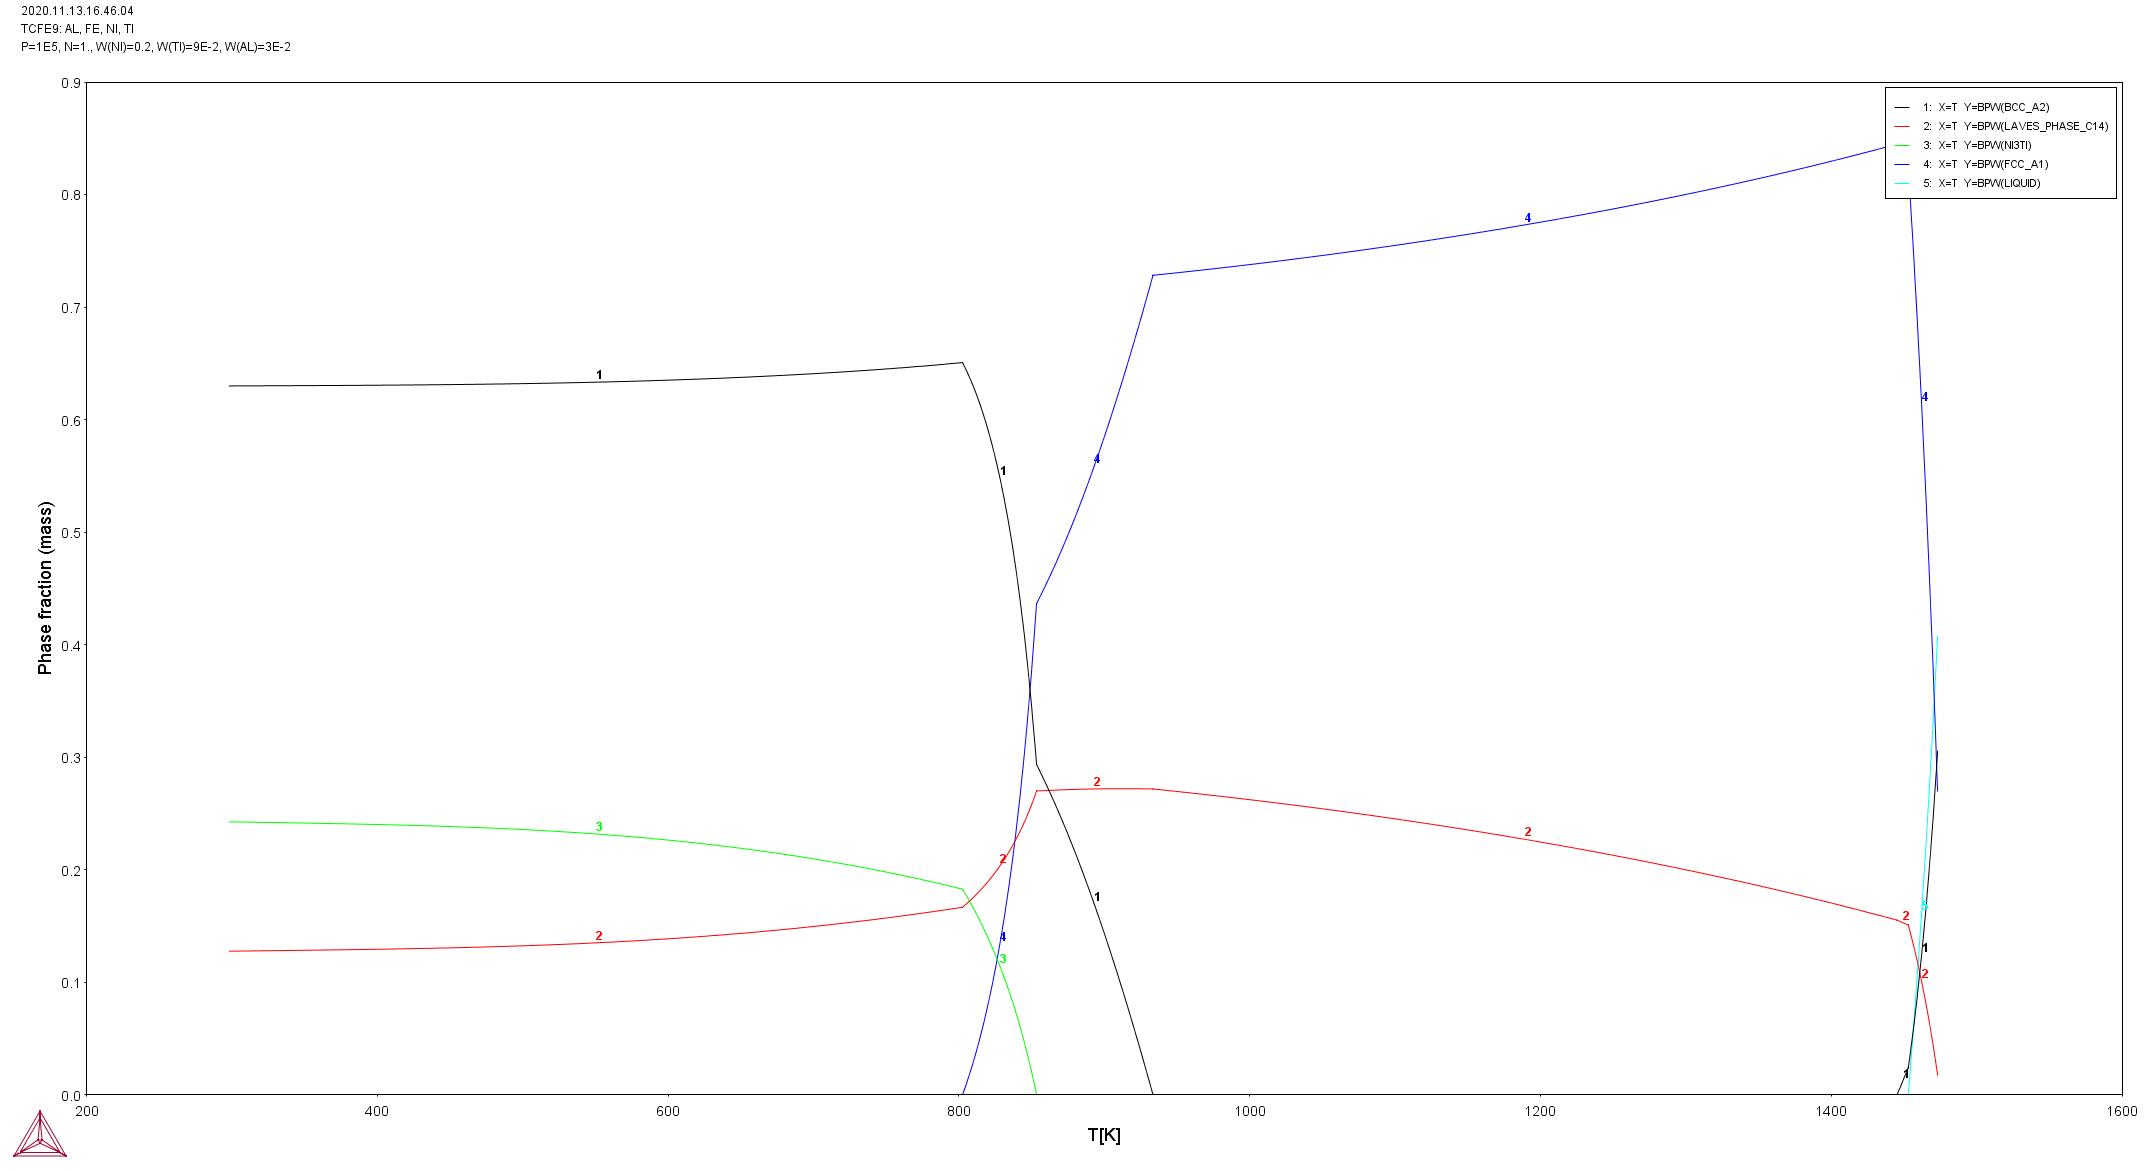 2020.11.13.16.46.04
TCFE9: AL, FE, NI, TI
P=1E5, N=1., W(NI)=0.2, W(TI)=9E-2, W(AL)=3E-2
1: X=T Y=BPW(BCC_A2)
2: X=T Y=BPW(LAVES_PHASE_C14)
3: X=T Y=BPW(NI3TI)
4: X=T Y=BPW(FCC_A1)
5: X=T Y=BPW(LIQUID)
Phase fraction (mass)
0.9
0.8
0.7
0.6
0.5
0.4
0.3
0.2
0.1
0.0
4
4
1
1
4
2
3
2
2
1
2
5
2
4
1
3
2
1
200 400 600 800 1000 1200 1400 1600
T[K]